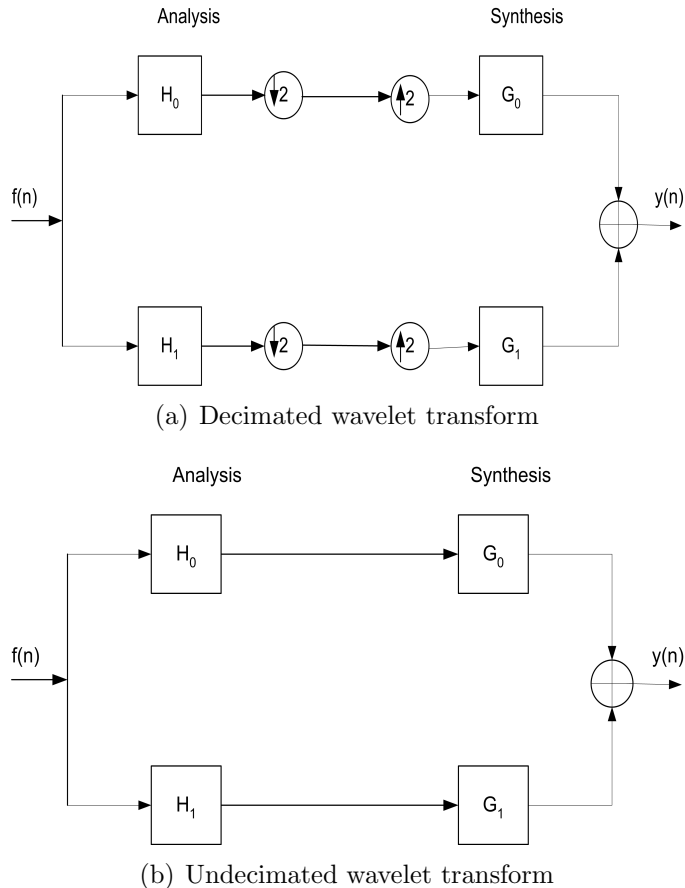 Analysis Synthesis
H₀ ↓2 ↑2 G₀
f(n) y(n)
H₁ ↓2 ↑2 G₁
(a) Decimated wavelet transform
Analysis Synthesis
H₀ G₀
f(n) y(n)
H₁ G₁
(b) Undecimated wavelet transform